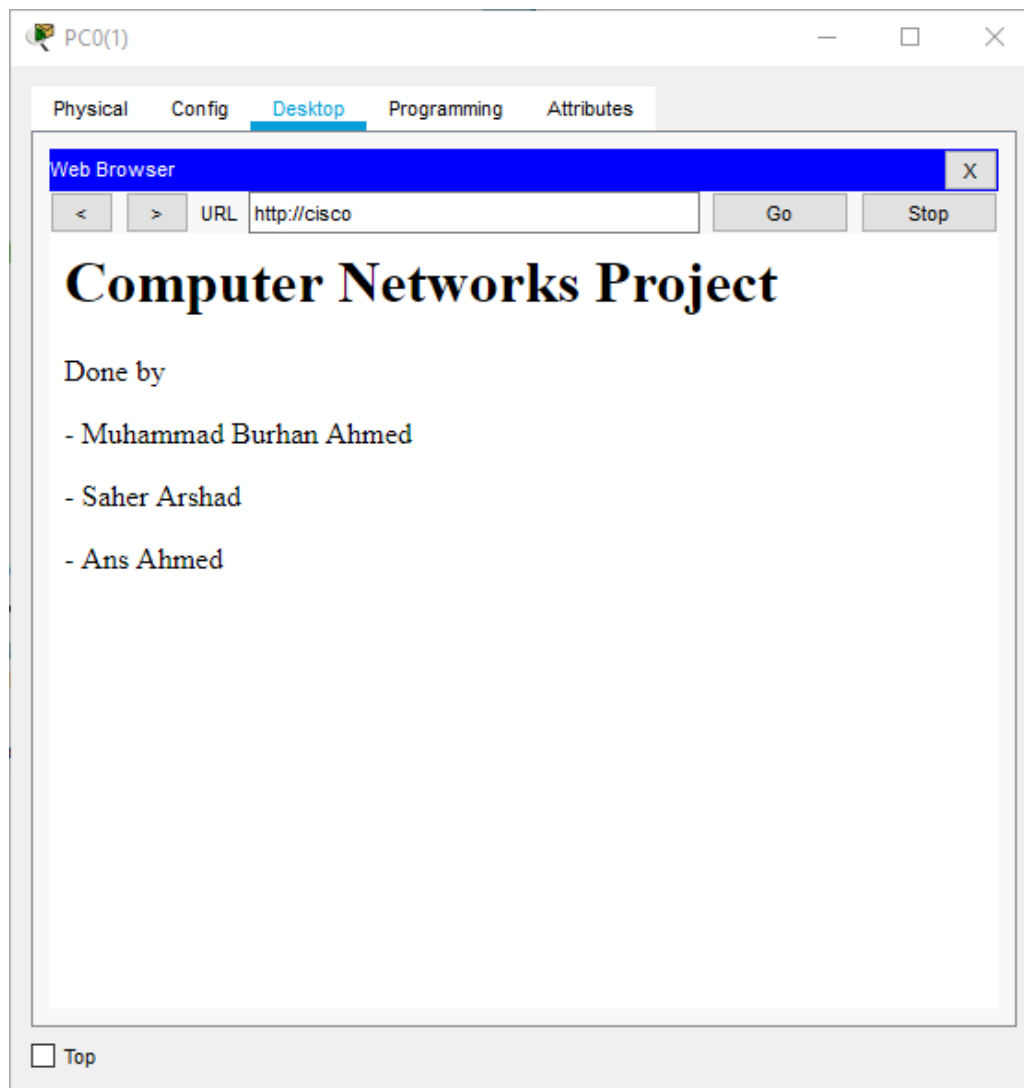 PC0(1)
Physical Config Desktop Programming Attributes
Web Browser X
< > URL http://cisco Go Stop
Computer Networks Project
Done by
- Muhammad Burhan Ahmed
- Saher Arshad
- Ans Ahmed
Top